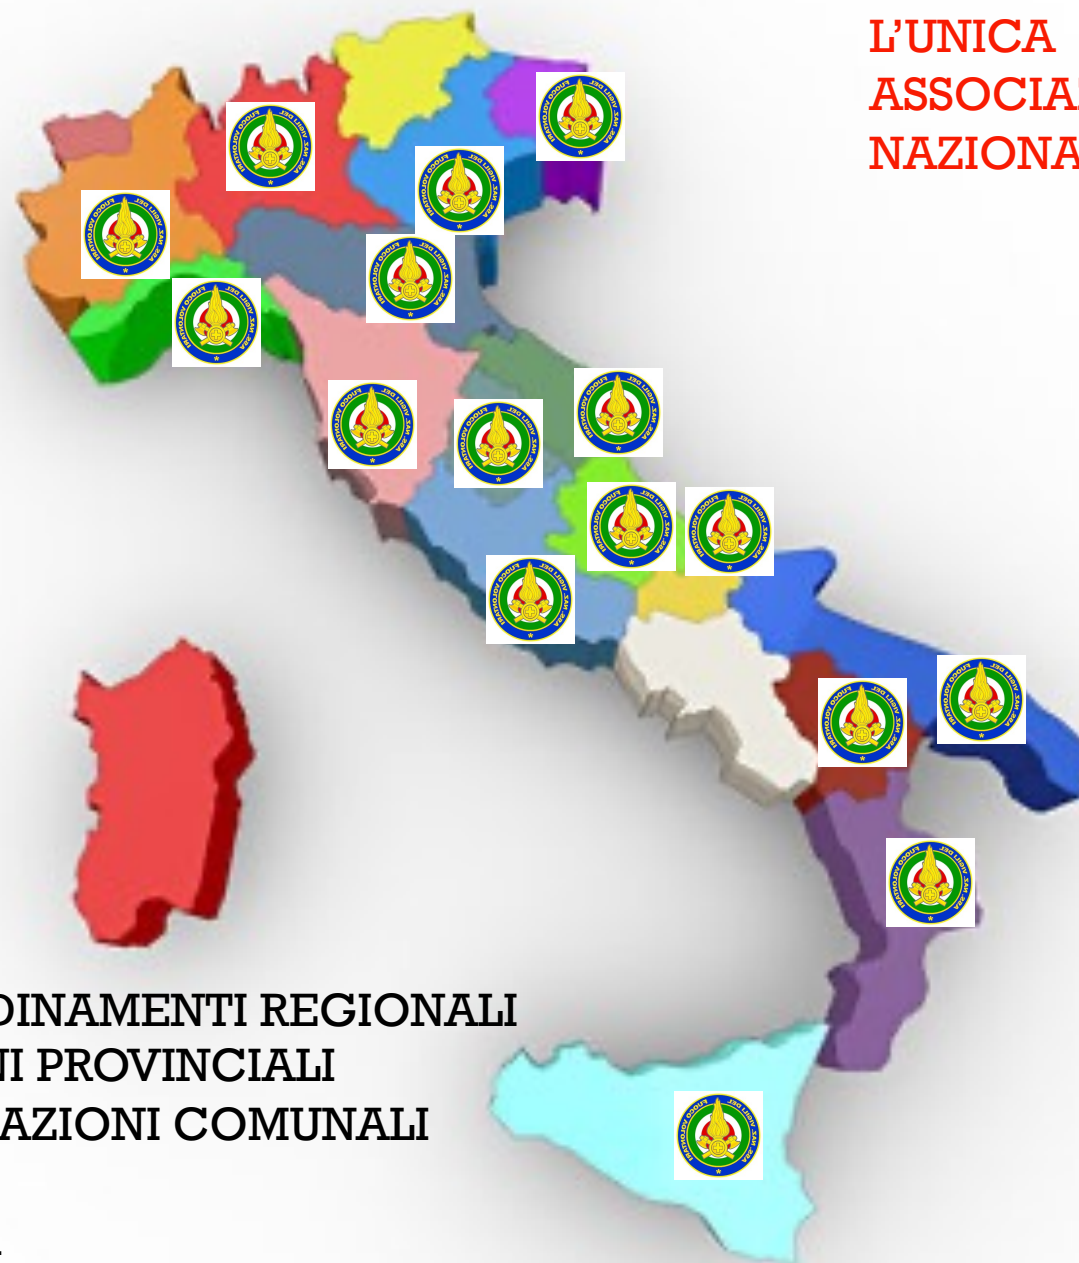 L'UNICA
ASSOCIA
NAZIONA
DINAMENTI REGIONALI
NI PROVINCIALI
AZIONI COMUNALI